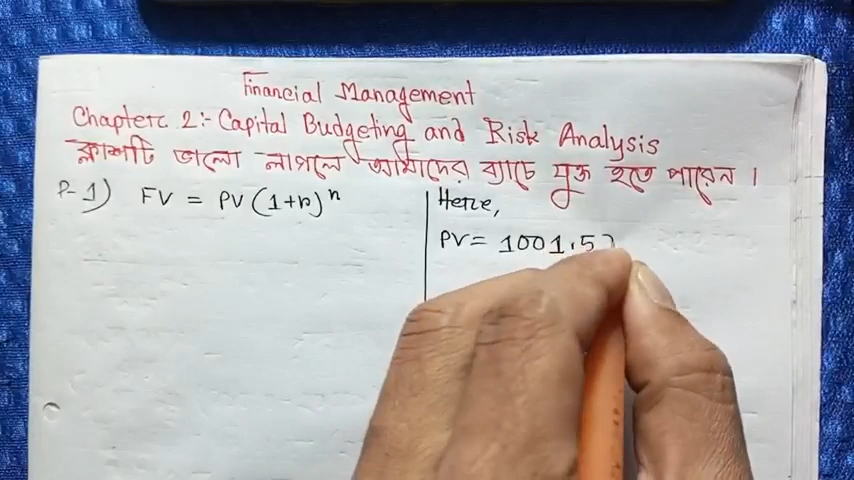 Financial Management
Chapter 2:- Capital Budgeting and Risk Analysis
ক্লাশটি ভালো লাগলে আমাদের ব্যাচে যুক্ত হতে পারেন ।
P-1) FV = PV (1+r)^n
Here,
PV = 1001.5